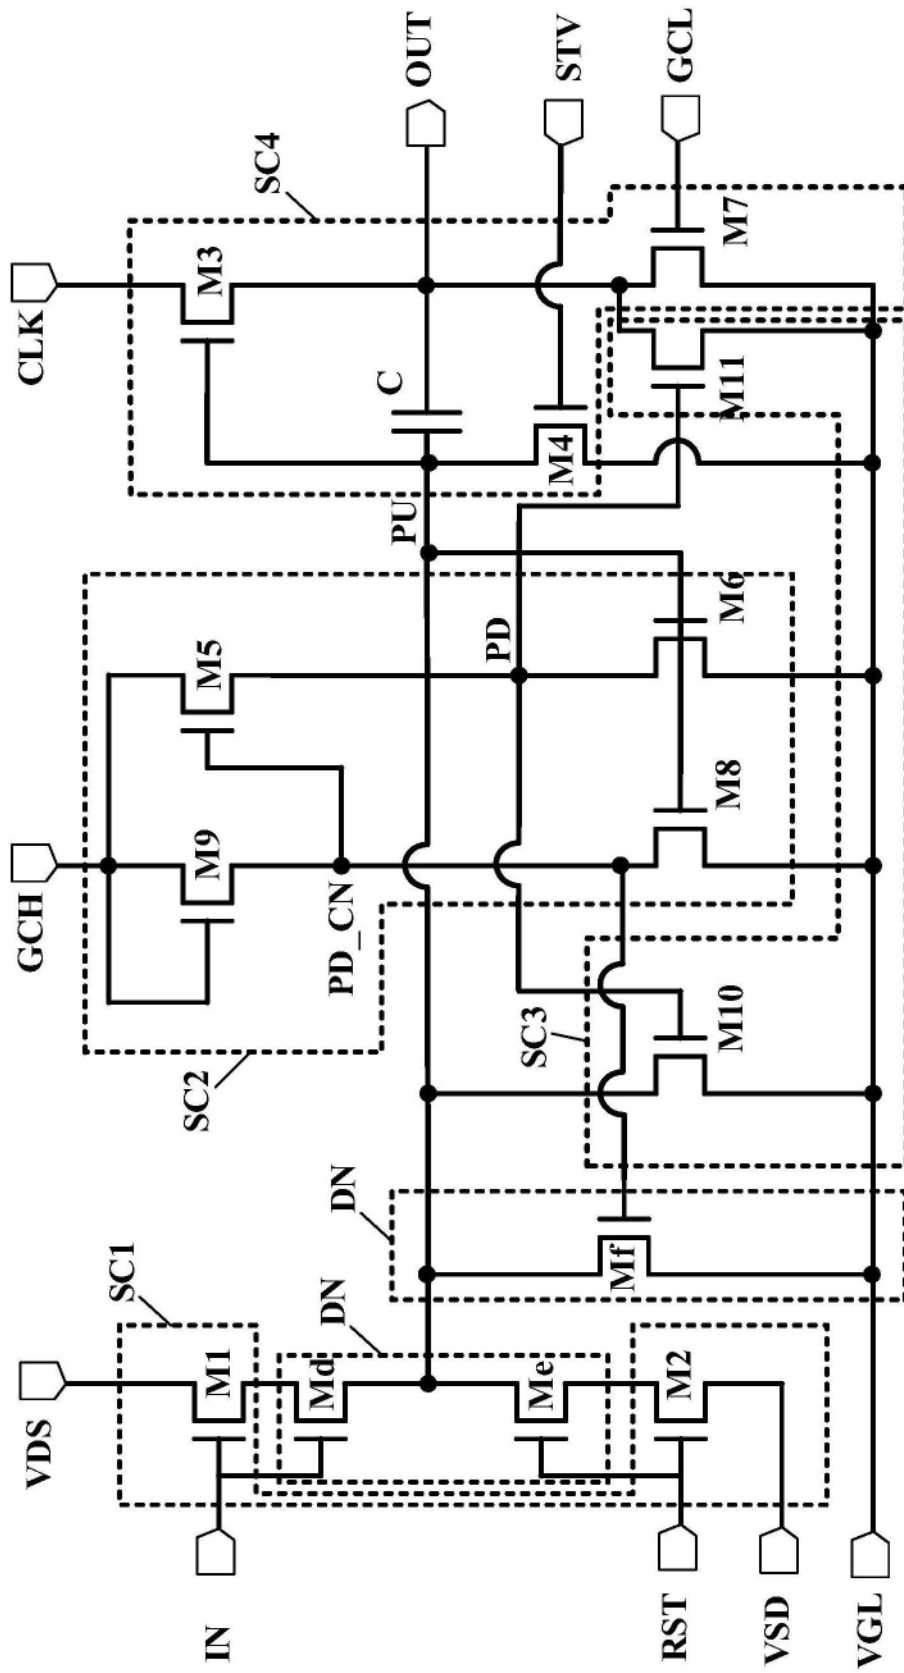 CLK
OUT
STV
GCL
SC4
M3
C
M7
M11
M4
PU
GCH
M5
M9
PD
M6
M8
PD_CN
SC2
SC3
M10
DN
Mf
SC1
DN
VDS
M1
Md
Me
M2
IN
RST
VSD
VGL